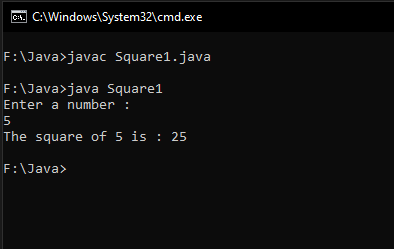 C:\Windows\System32\cmd.exe
F:\Java>javac Square1.java
F:\Java>java Square1
Enter a number :
5
The square of 5 is : 25
F:\Java>